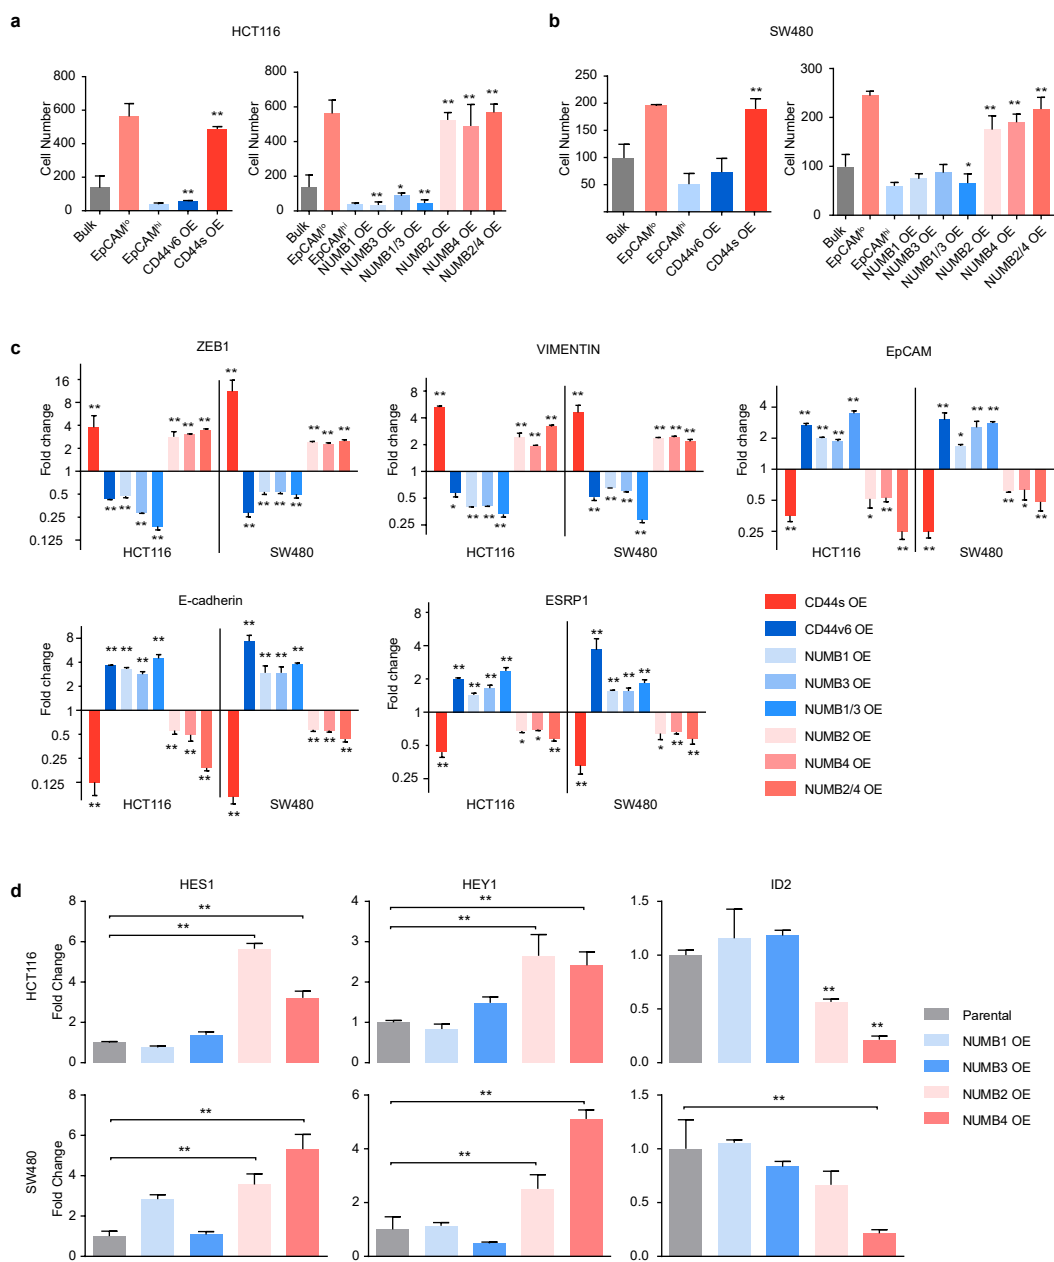 a
HCT116
Cell Number
800
600
400
200
0
**
**
Bulk
EpCAMˡᵒ
EpCAMʰⁱ
CD44v6 OE
CD44s OE
Cell Number
800
600
400
200
0
**
*
**
**
**
**
Bulk
EpCAMˡᵒ
EpCAMʰⁱ
NUMB1 OE
NUMB3 OE
NUMB1/3 OE
NUMB2 OE
NUMB4 OE
NUMB2/4 OE
b
SW480
Cell Number
250
200
150
100
50
**
Bulk
EpCAMˡᵒ
EpCAMʰⁱ
CD44v6 OE
CD44s OE
Cell Number
300
200
100
0
*
**
**
**
Bulk
EpCAMˡᵒ
EpCAMʰⁱ
NUMB1 OE
NUMB3 OE
NUMB1/3 OE
NUMB2 OE
NUMB4 OE
NUMB2/4 OE
c
ZEB1
Fold change
16
8
4
2
1
0.5
0.25
0.125
**
** ** ** **
** ** **
**
** ** ** **
** ** **
HCT116
SW480
VIMENTIN
Fold change
8
4
2
1
0.5
0.25
**
* ** ** **
** ** **
**
** ** ** **
** ** **
HCT116
SW480
EpCAM
Fold change
4
2
1
0.5
0.25
**
** ** ** **
* ** **
**
** * ** **
** * **
HCT116
SW480
E-cadherin
Fold change
8
4
2
1
0.5
0.25
0.125
**
** ** ** **
** ** **
**
** ** ** **
** ** **
HCT116
SW480
ESRP1
Fold change
4
2
1
0.5
0.25
**
** ** ** **
* * **
**
** ** ** **
* ** **
HCT116
SW480
CD44s OE
CD44v6 OE
NUMB1 OE
NUMB3 OE
NUMB1/3 OE
NUMB2 OE
NUMB4 OE
NUMB2/4 OE
d
HES1
HCT116
Fold Change
8
6
4
2
0
**
**
HEY1
4
3
2
1
0
**
**
ID2
1.5
1.0
0.5
0.0
**
**
SW480
Fold Change
8
6
4
2
0
**
**
6
4
2
0
**
**
1.5
1.0
0.5
0.0
**
Parental
NUMB1 OE
NUMB3 OE
NUMB2 OE
NUMB4 OE